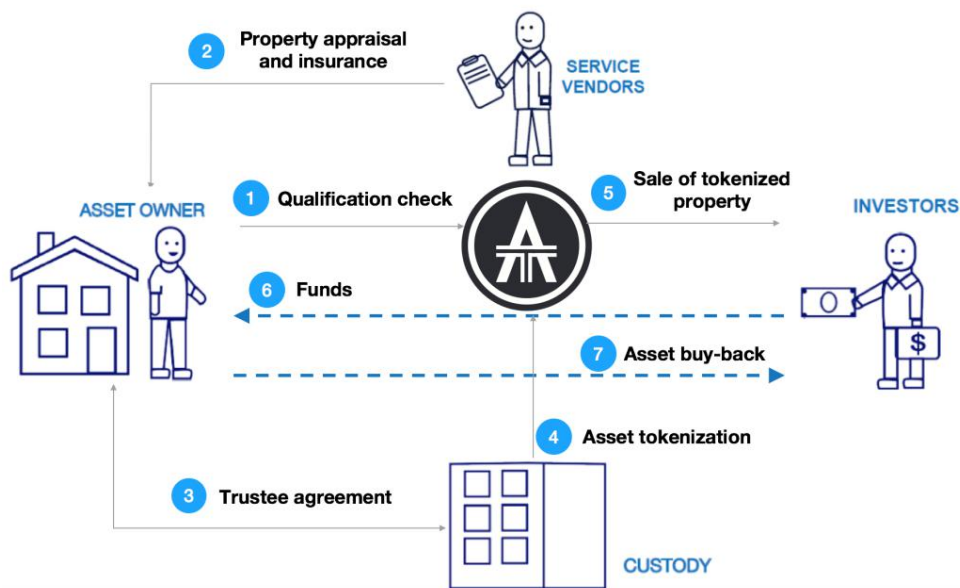 2
Property appraisal
and insurance
SERVICE
VENDORS
1
Qualification check
5
Sale of tokenized
property
ASSET OWNER
INVESTORS
6
Funds
O
$
7
Asset buy-back
4
Asset tokenization
3
Trustee agreement
CUSTODY